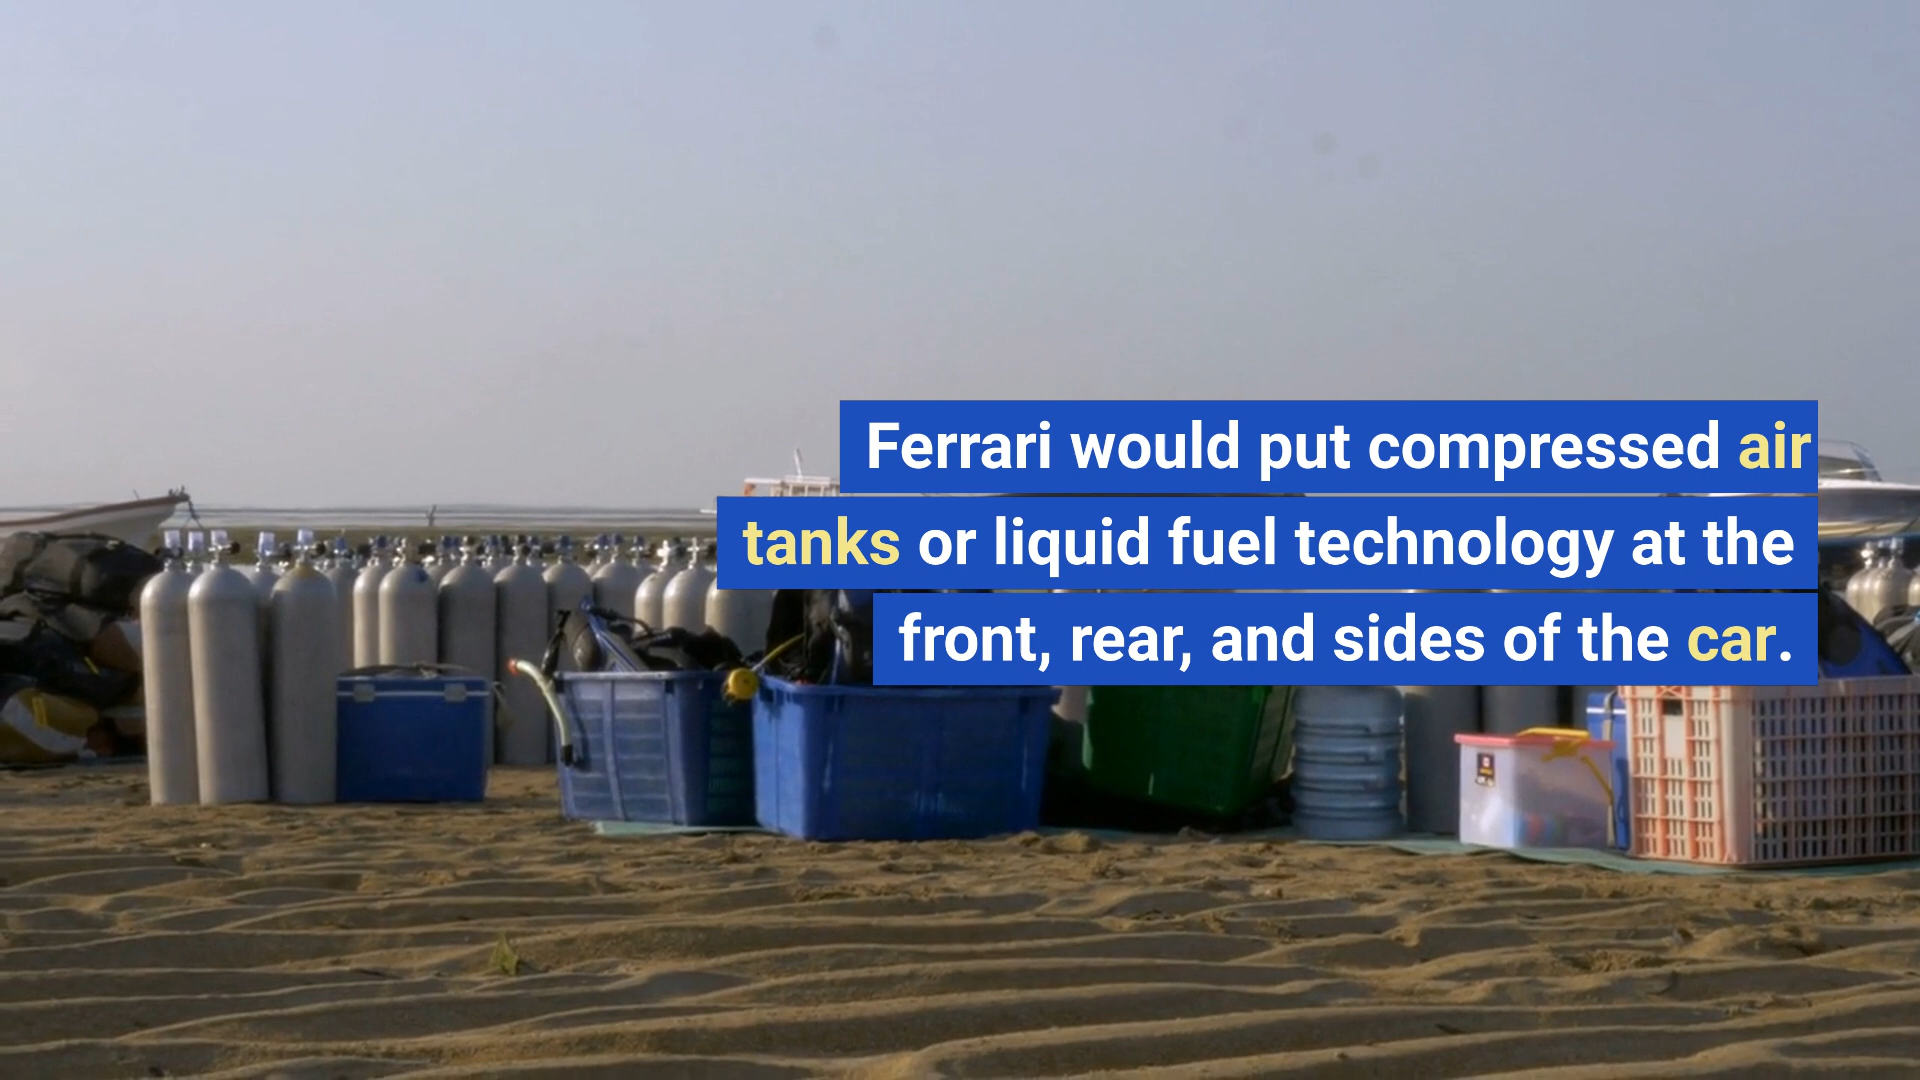 Ferrari would put compressed air
tanks or liquid fuel technology at the
front, rear, and sides of the car.